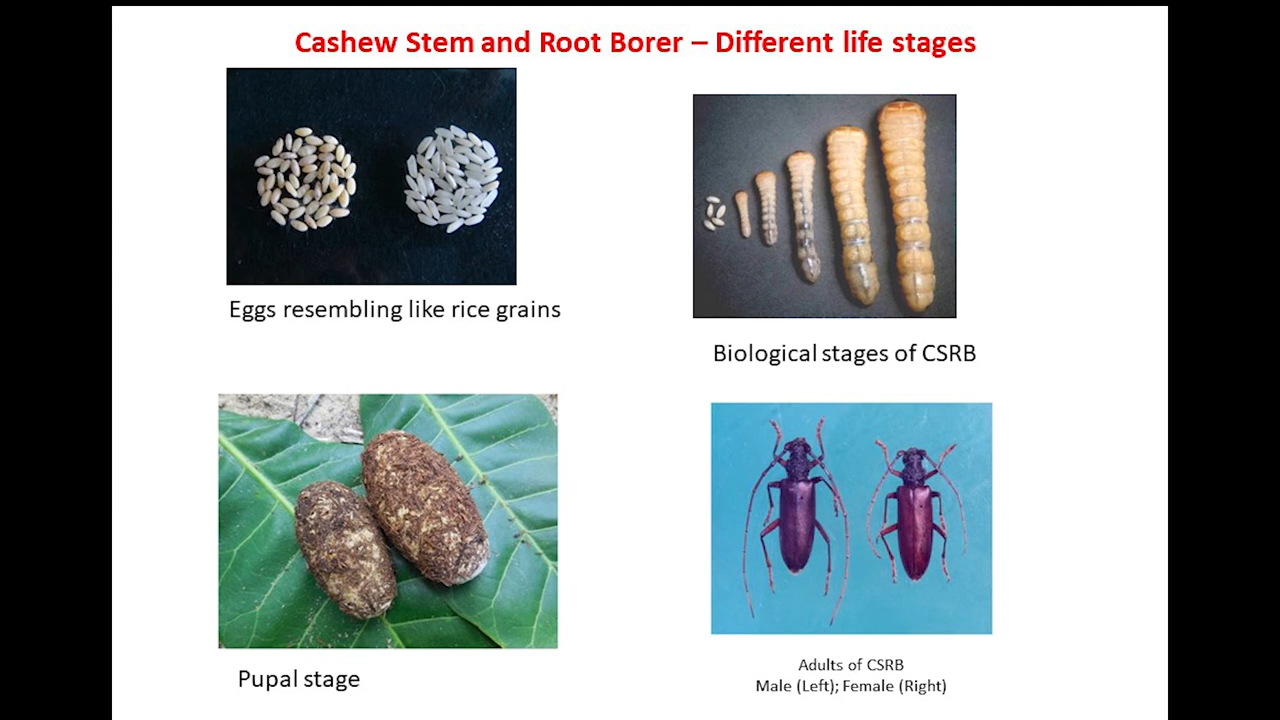 Cashew Stem and Root Borer – Different life stages
Eggs resembling like rice grains
Biological stages of CSRB
Pupal stage
Adults of CSRB
Male (Left); Female (Right)